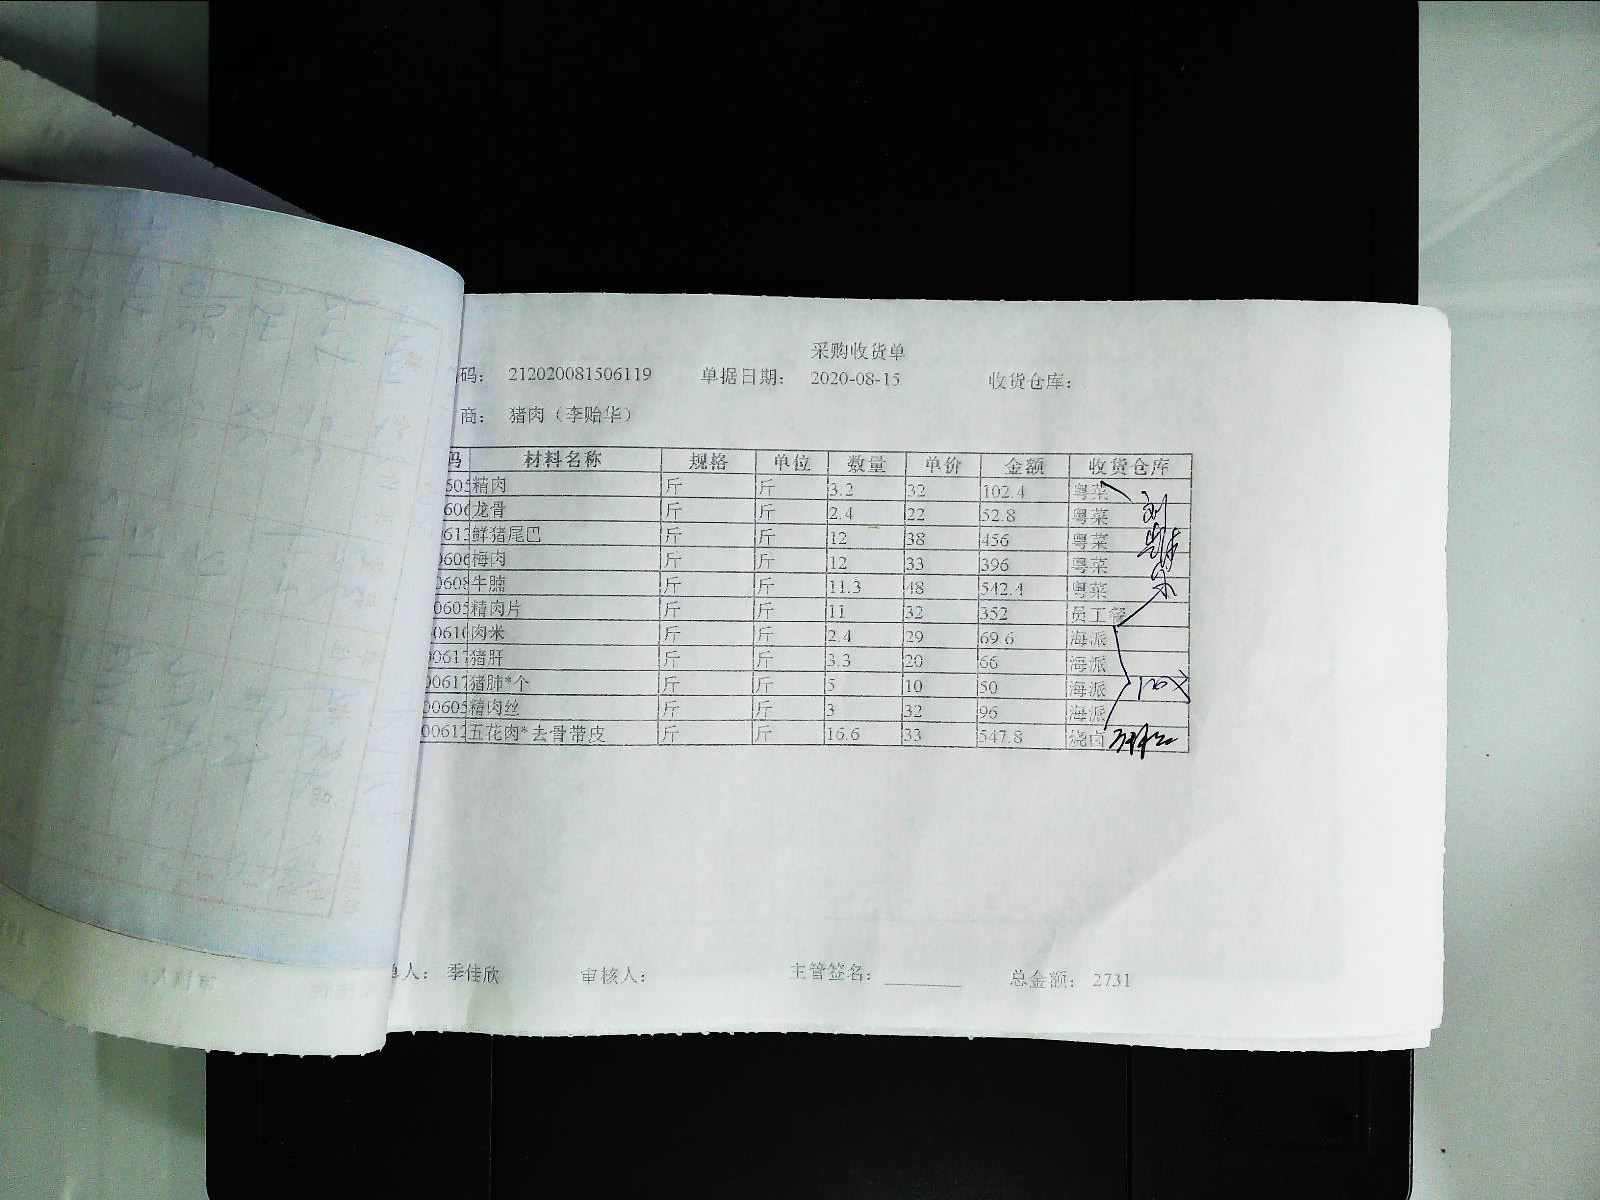 采购收货单
码： 212020081506119 单据日期： 2020-08-15 收货仓库：
商： 猪肉（李贻华）
码 材料名称 规格 单位 数量 单价 金额 收货仓库
605 精肉 斤 斤 3.2 32 102.4 粤菜
606 龙骨 斤 斤 2.4 22 52.8 粤菜
613 鲜猪尾巴 斤 斤 12 38 456 粤菜
0606 梅肉 斤 斤 12 33 396 粤菜
0608 牛腩 斤 斤 11.3 48 542.4 粤菜
0605 精肉片 斤 斤 11 32 352 员工餐
0610 肉米 斤 斤 2.4 29 69.6 海派
00617 猪肝 斤 斤 3.3 20 66 海派
00617 猪肺*个 斤 斤 5 10 50 海派
00605 精肉丝 斤 斤 3 32 96 海派
00612 五花肉*去骨带皮 斤 斤 16.6 33 547.8 烧卤
单人： 季佳欣 审核人： 主管签名： 总金额： 2731